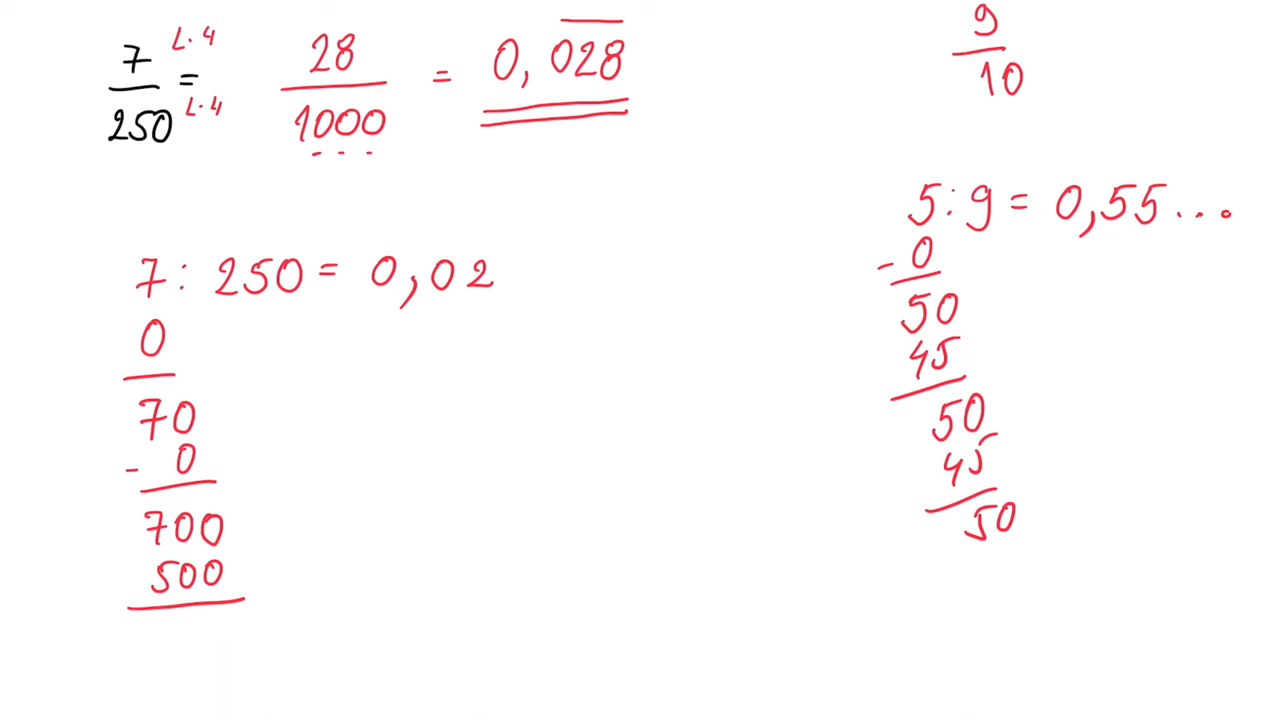 7/250 = 28/1000 = 0,028
L·4
L·4
7 : 250 = 0,02
0
70
- 0
700
500
9/10
5 : 9 = 0,55...
- 0
50
45
50
45
50